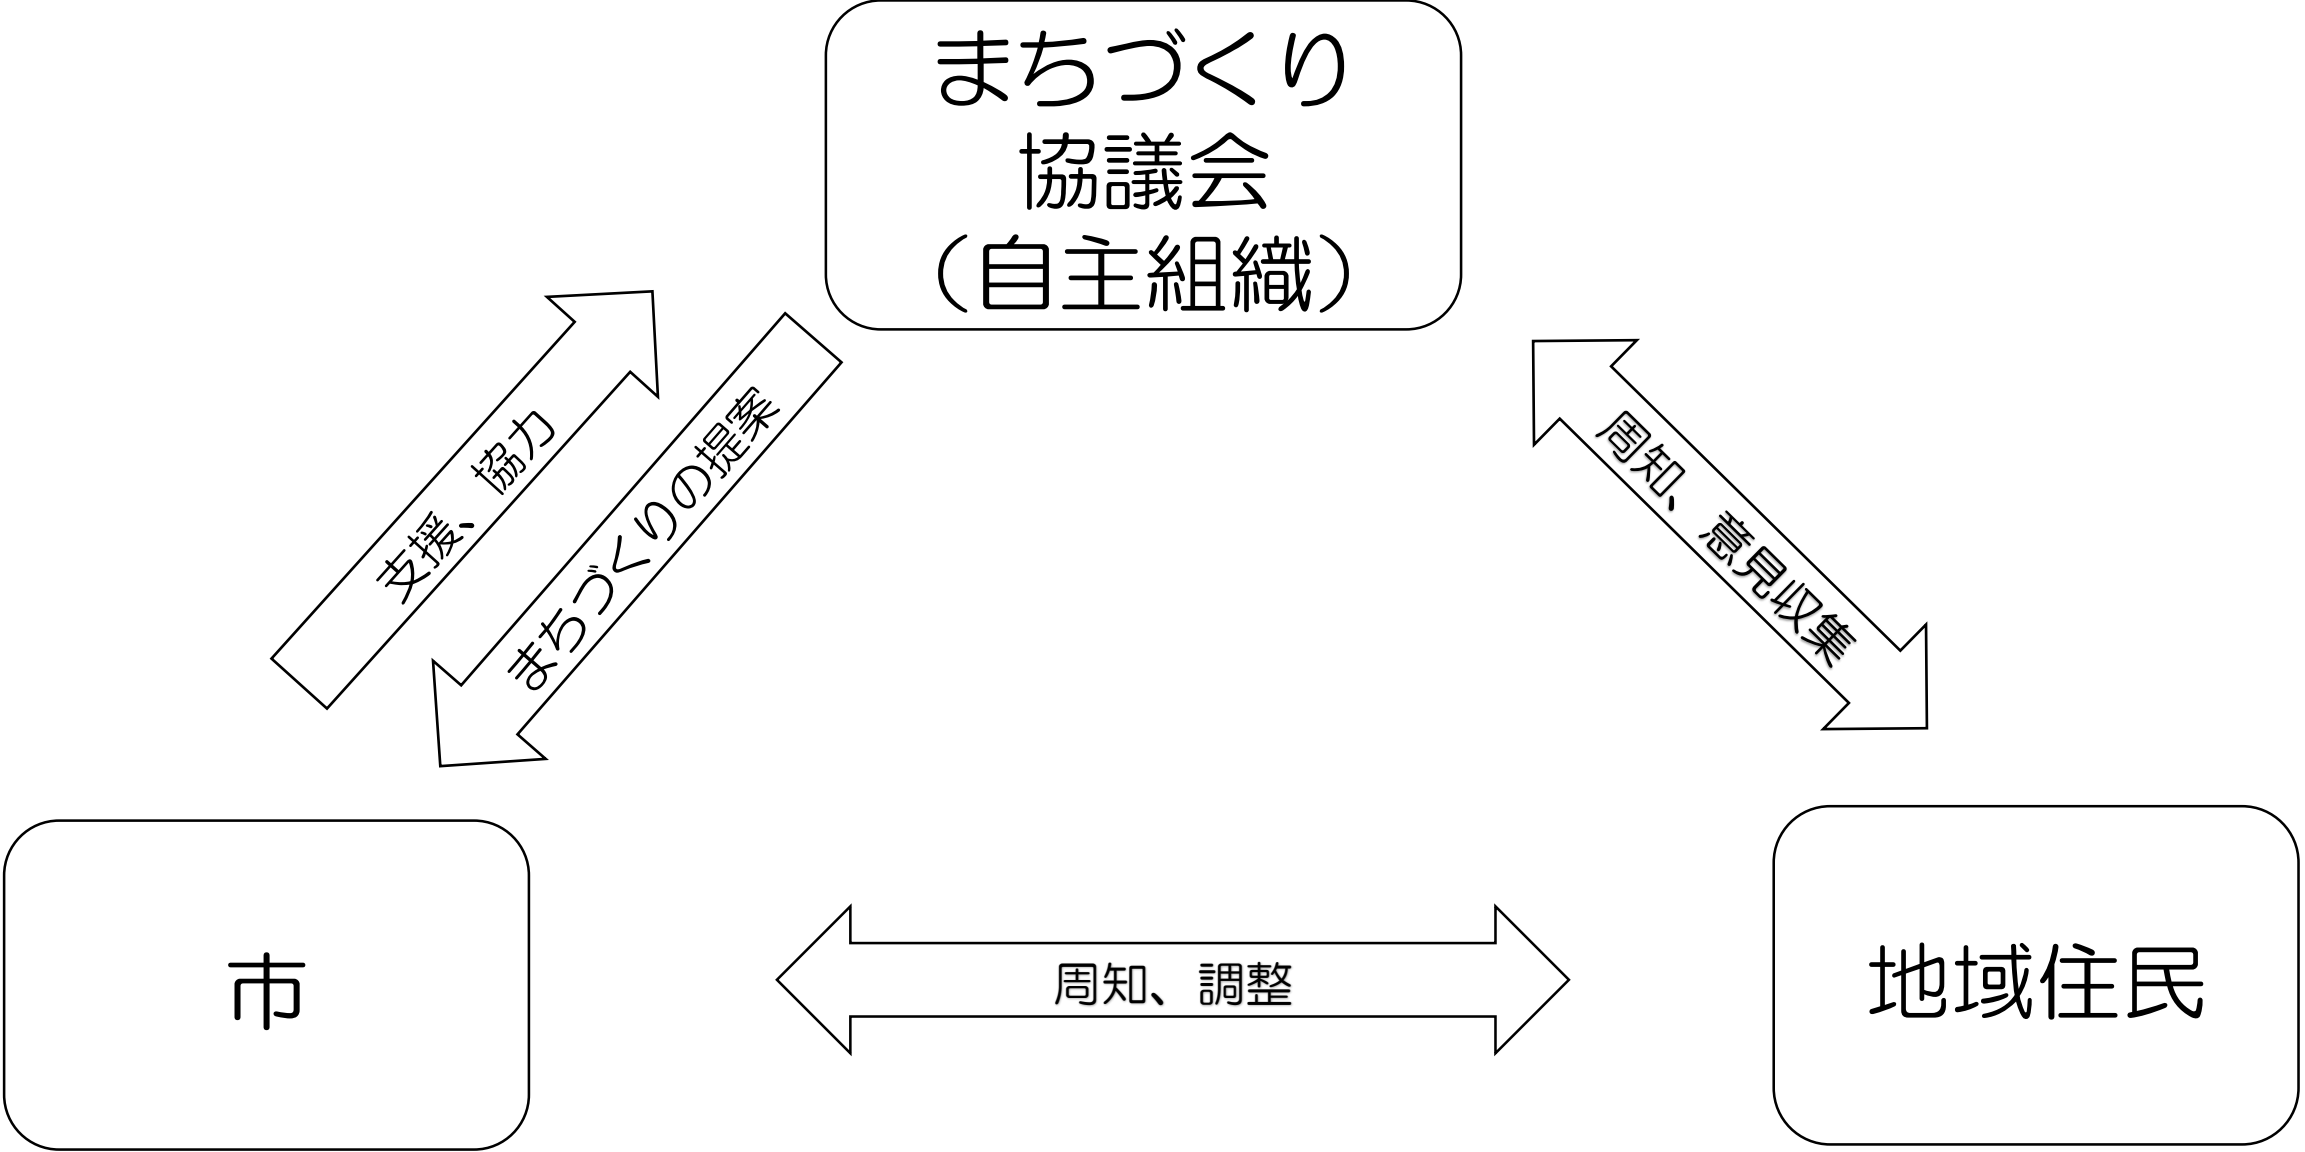 まちづくり
協議会
（自主組織）
支援、協力
まちづくりの提案
周知、意見収集
市
周知、調整
地域住民